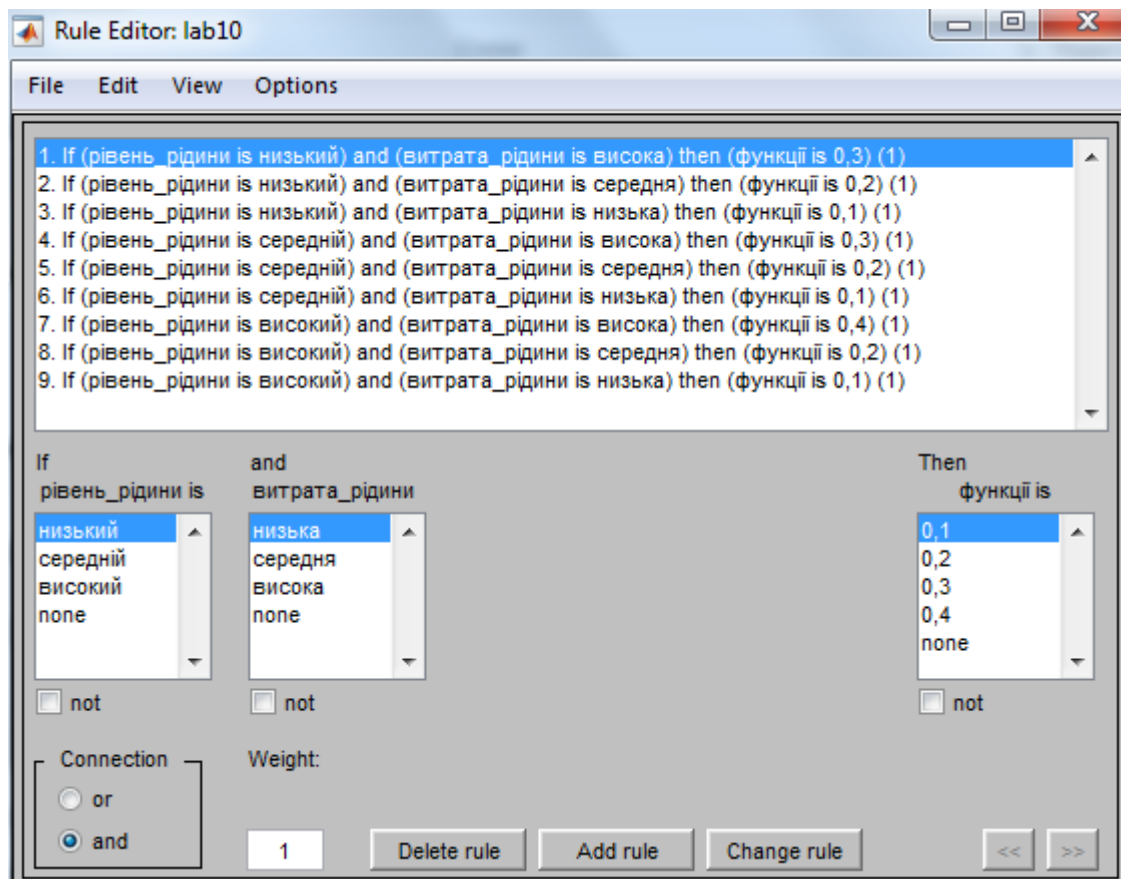 Rule Editor: lab10
File Edit View Options
1. If (рівень_рідини is низький) and (витрата_рідини is висока) then (функції is 0,3) (1)
2. If (рівень_рідини is низький) and (витрата_рідини is середня) then (функції is 0,2) (1)
3. If (рівень_рідини is низький) and (витрата_рідини is низька) then (функції is 0,1) (1)
4. If (рівень_рідини is середній) and (витрата_рідини is висока) then (функції is 0,3) (1)
5. If (рівень_рідини is середній) and (витрата_рідини is середня) then (функції is 0,2) (1)
6. If (рівень_рідини is середній) and (витрата_рідини is низька) then (функції is 0,1) (1)
7. If (рівень_рідини is високий) and (витрата_рідини is висока) then (функції is 0,4) (1)
8. If (рівень_рідини is високий) and (витрата_рідини is середня) then (функції is 0,2) (1)
9. If (рівень_рідини is високий) and (витрата_рідини is низька) then (функції is 0,1) (1)
If and Then
рівень_рідини is витрата_рідини функції is
низький низька 0,1
середній середня 0,2
високий висока 0,3
none none 0,4
none
not not not
Connection Weight:
or
and 1 Delete rule Add rule Change rule << >>